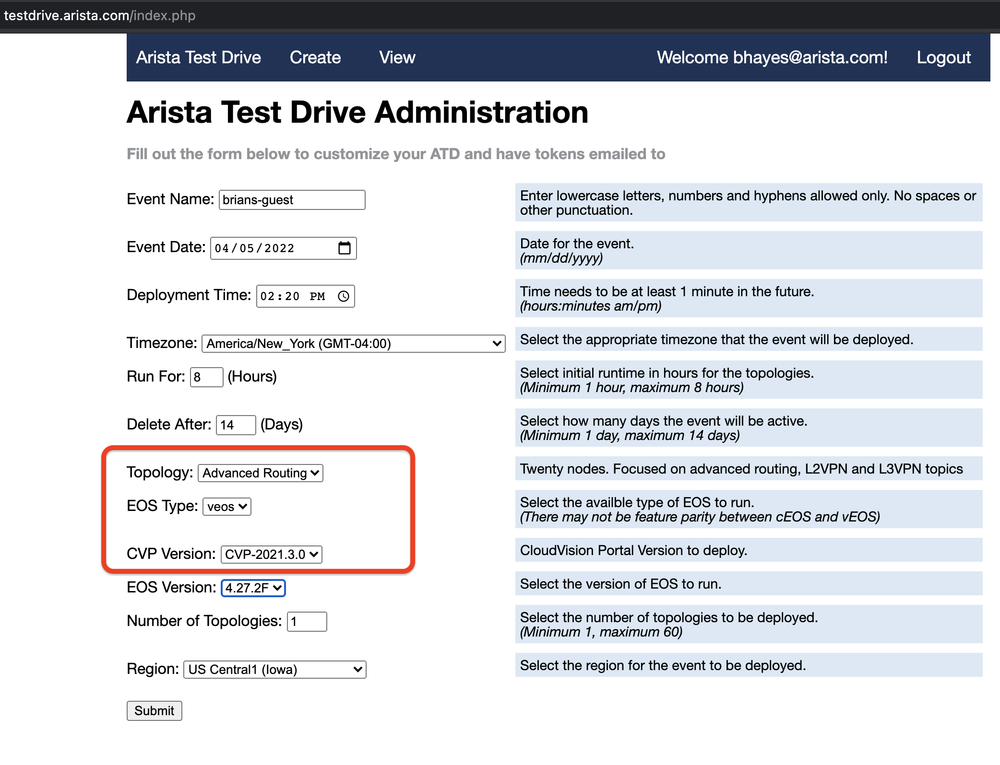 testdrive.arista.com/index.php
Arista Test Drive Create View Welcome bhayes@arista.com! Logout
Arista Test Drive Administration
Fill out the form below to customize your ATD and have tokens emailed to
Event Name: brians-guest
Enter lowercase letters, numbers and hyphens allowed only. No spaces or
other punctuation.
Event Date: 04/05/2022
Date for the event.
(mm/dd/yyyy)
Deployment Time: 02:20 PM
Time needs to be at least 1 minute in the future.
(hours:minutes am/pm)
Timezone: America/New_York (GMT-04:00)
Select the appropriate timezone that the event will be deployed.
Run For: 8 (Hours)
Select initial runtime in hours for the topologies.
(Minimum 1 hour, maximum 8 hours)
Delete After: 14 (Days)
Select how many days the event will be active.
(Minimum 1 day, maximum 14 days)
Topology: Advanced Routing
Twenty nodes. Focused on advanced routing, L2VPN and L3VPN topics
EOS Type: veos
Select the availble type of EOS to run.
(There may not be feature parity between cEOS and vEOS)
CVP Version: CVP-2021.3.0
CloudVision Portal Version to deploy.
EOS Version: 4.27.2F
Select the version of EOS to run.
Number of Topologies: 1
Select the number of topologies to be deployed.
(Minimum 1, maximum 60)
Region: US Central1 (Iowa)
Select the region for the event to be deployed.
Submit